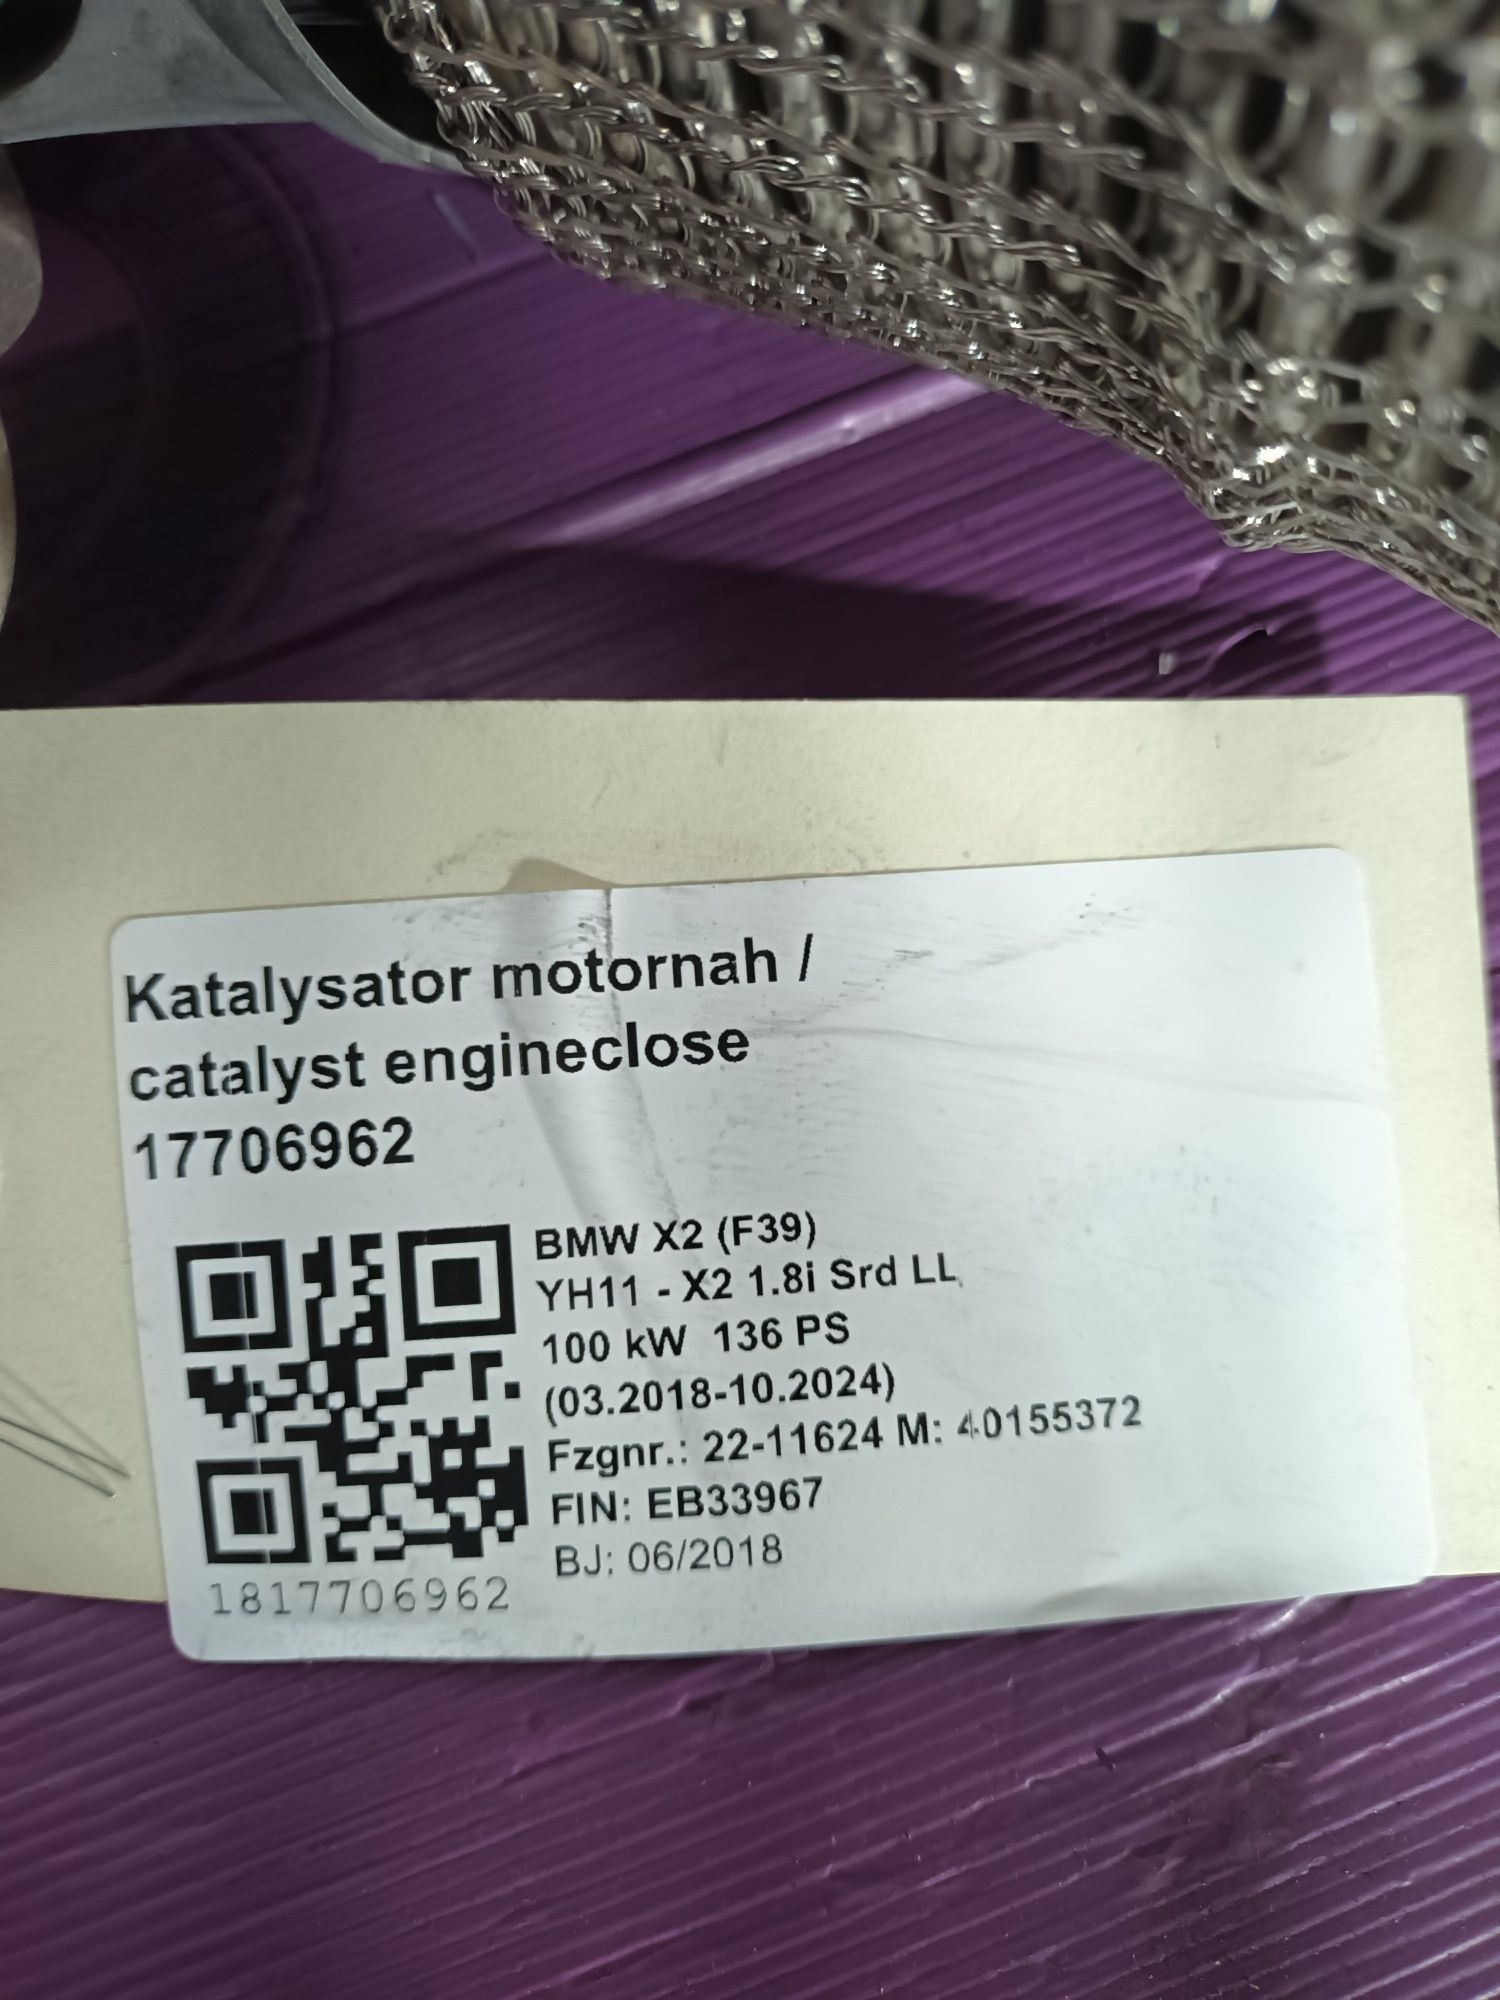 Katalysator motornah /
catalyst engineclose
17706962
BMW X2 (F39)
YH11 - X2 1.8i Srd LL
100 kW 136 PS
(03.2018-10.2024)
Fzgnr.: 22-11624 M: 40155372
FIN: EB33967
BJ: 06/2018
1817706962